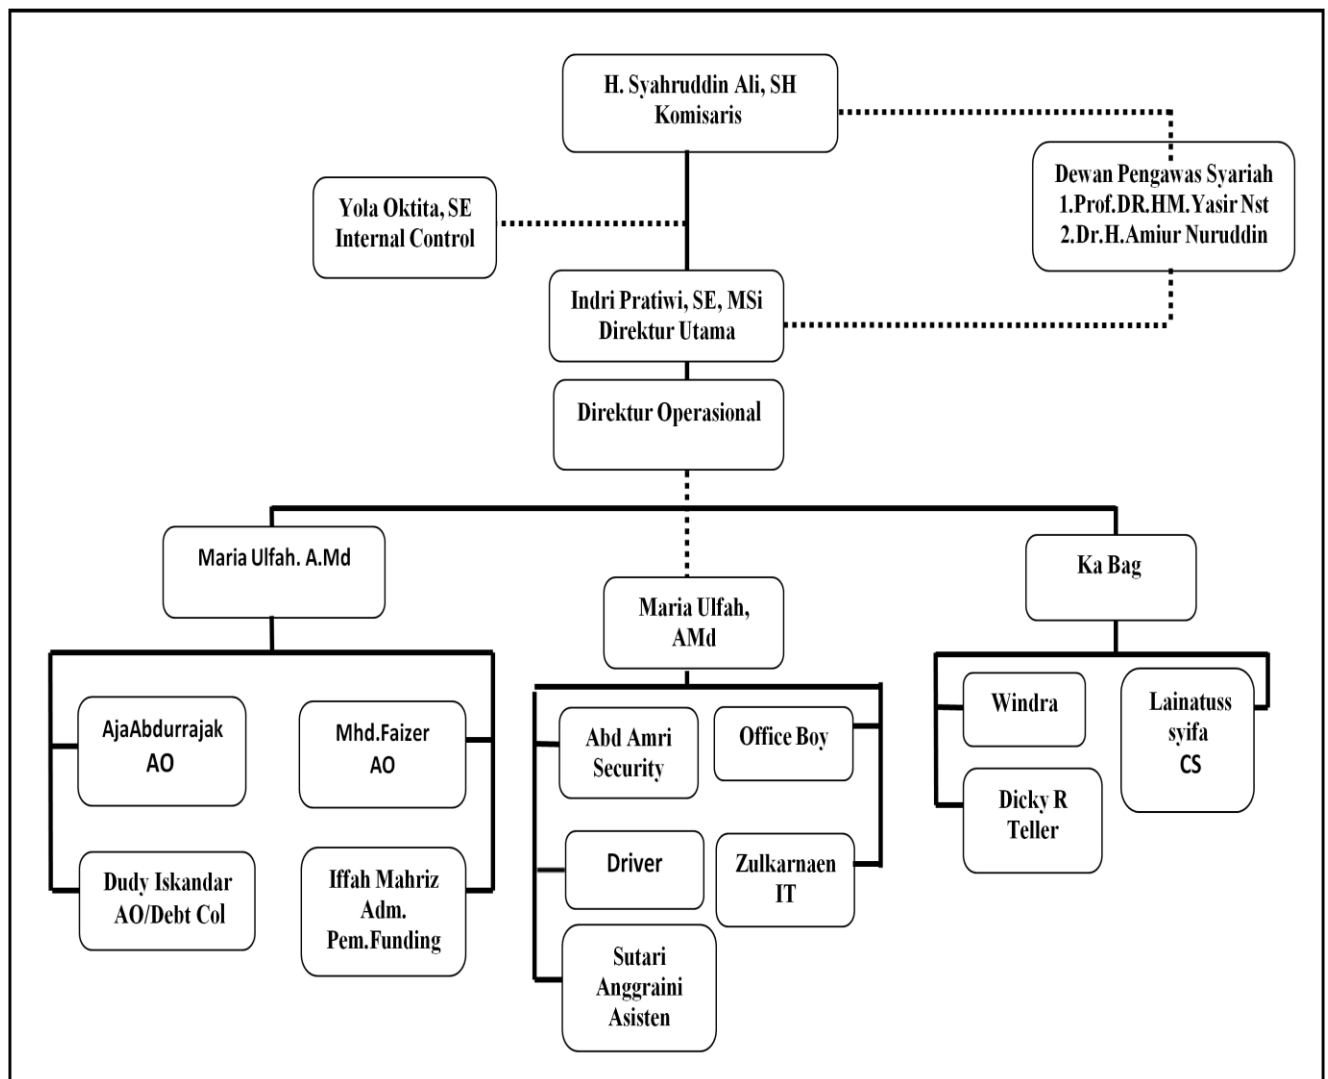 H. Syahruddin Ali, SH
Komisaris
Dewan Pengawas Syariah
1.Prof.DR.HM.Yasir Nst
2.Dr.H.Amiur Nuruddin
Yola Oktita, SE
Internal Control
Indri Pratiwi, SE, MSi
Direktur Utama
Direktur Operasional
Maria Ulfah. A.Md
Maria Ulfah,
AMd
Ka Bag
AjaAbdurrajak
AO
Mhd.Faizer
AO
Dudy Iskandar
AO/Debt Col
Iffah Mahriz
Adm.
Pem.Funding
Abd Amri
Security
Office Boy
Driver
Zulkarnaen
IT
Sutari
Anggraini
Asisten
Windra
Lainatuss
syifa
CS
Dicky R
Teller